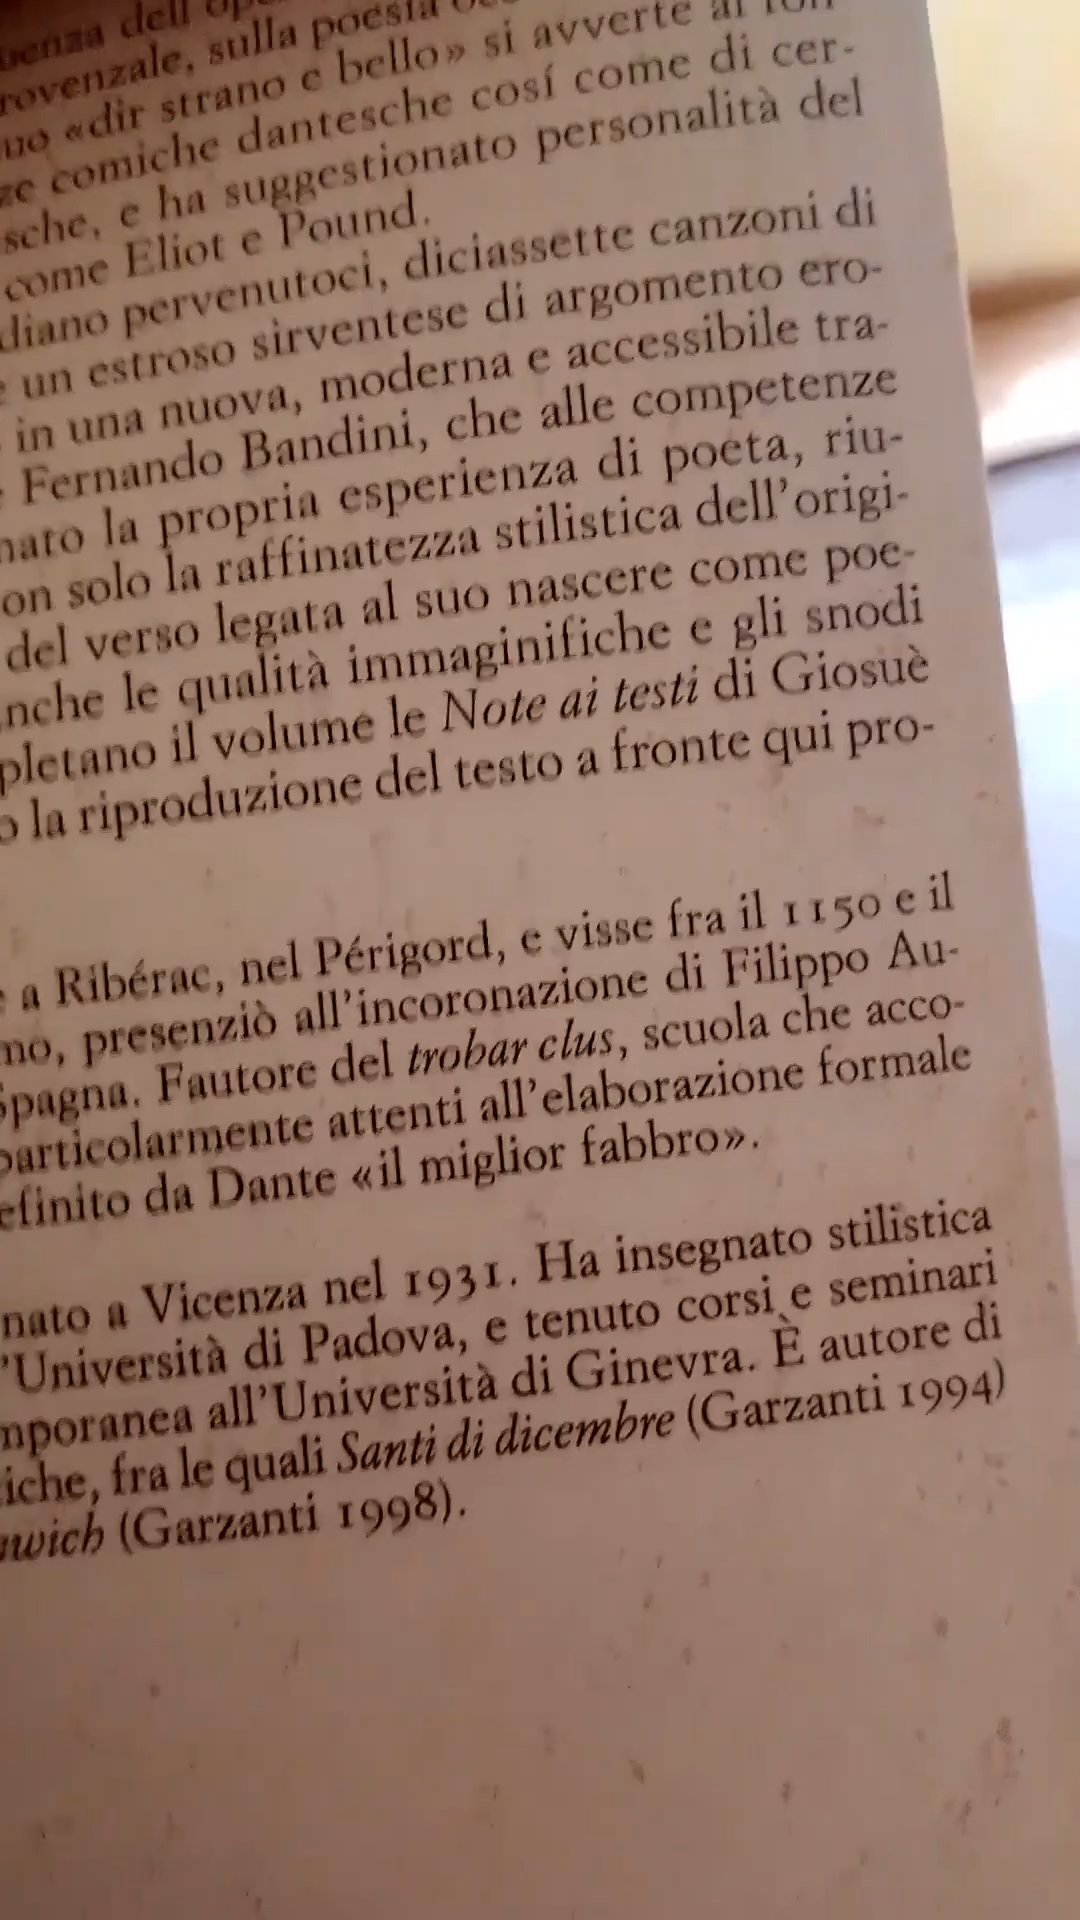 dell'
provenzale, sulla poesia
«dir strano e bello» si avverte al
comiche dantesche cosí come di cer-
sche, e ha suggestionato personalità del
come Eliot e Pound.
diano pervenutoci, diciassette canzoni di
e un estroso sirventese di argomento ero-
in una nuova, moderna e accessibile tra-
Fernando Bandini, che alle competenze
nato la propria esperienza di poeta, riu-
on solo la raffinatezza stilistica dell'origi-
del verso legata al suo nascere come poe-
nche le qualità immaginifiche e gli snodi
pletano il volume le Note ai testi di Giosuè
o la riproduzione del testo a fronte qui pro-
e a Ribérac, nel Périgord, e visse fra il 1150 e il
no, presenziò all'incoronazione di Filippo Au-
Spagna. Fautore del trobar clus, scuola che acco-
particolarmente attenti all'elaborazione formale
efinito da Dante «il miglior fabbro».
nato a Vicenza nel 1931. Ha insegnato stilistica
'Università di Padova, e tenuto corsi e seminari
mporanea all'Università di Ginevra. È autore di
iche, fra le quali Santi di dicembre (Garzanti 1994)
nwich (Garzanti 1998).